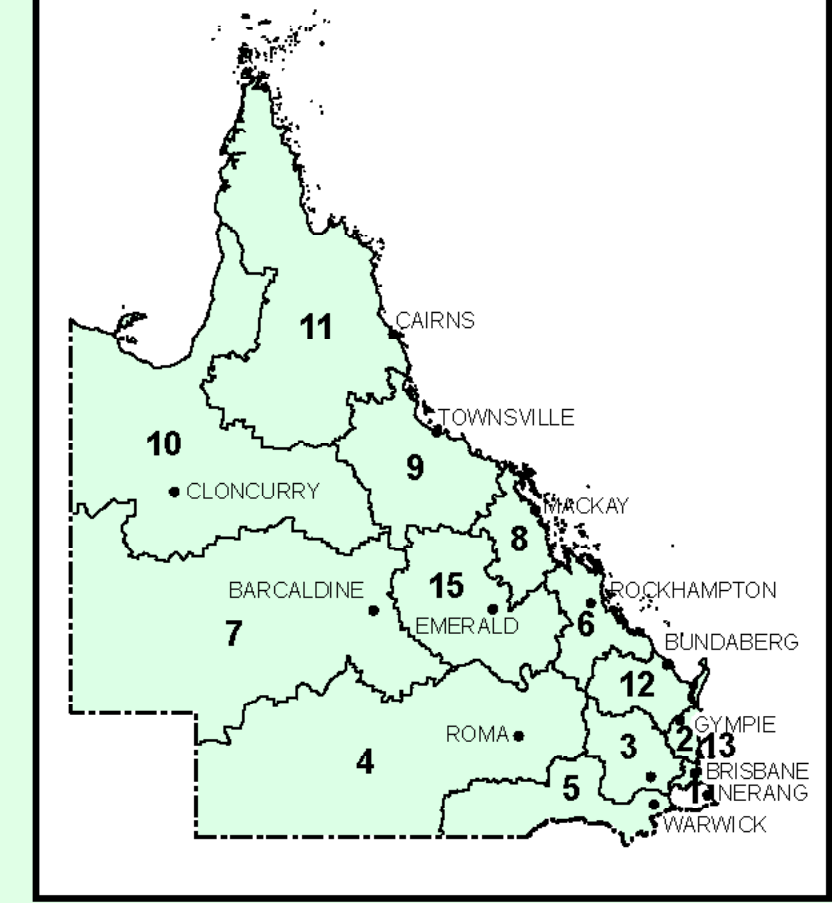 11
CAIRNS
TOWNSVILLE
10
9
CLONCURRY
MACKAY
8
BARCALDINE
15
ROCKHAMPTON
EMERALD
6
7
BUNDABERG
12
GYMPIE
ROMA
3
2
13
4
BRISBANE
5
1
NERANG
WARWICK